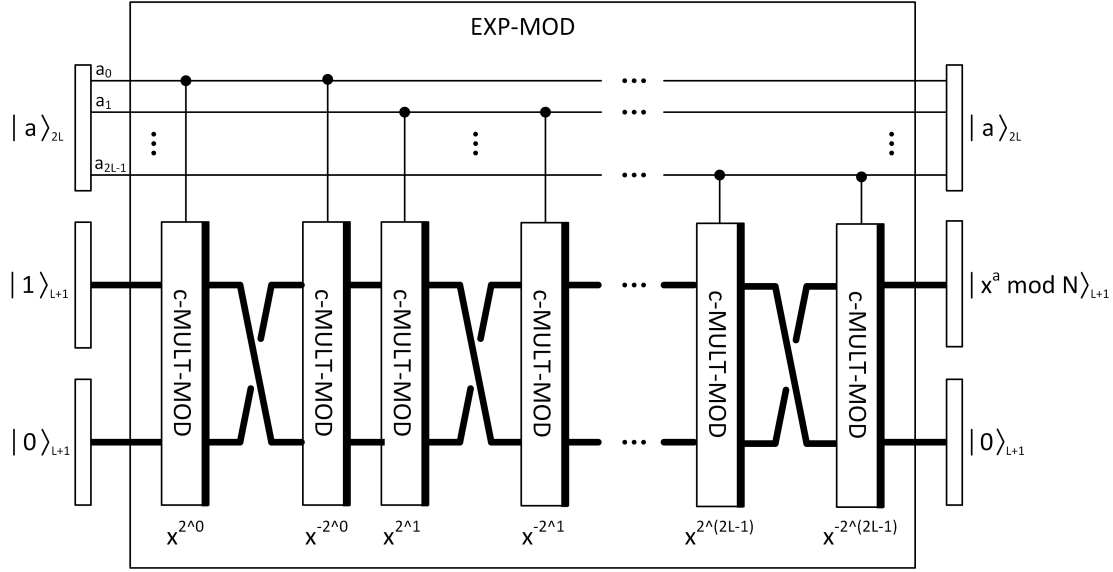 EXP-MOD
a₀
a₁
| a⟩₂L
⋮
⋮
⋮
a₂L-1
...
...
...
| a⟩₂L
| 1⟩L+1
| 0⟩L+1
c-MULT-MOD
c-MULT-MOD
c-MULT-MOD
c-MULT-MOD
...
...
c-MULT-MOD
c-MULT-MOD
| xᵃ mod N⟩L+1
| 0⟩L+1
x^2^0
x^-2^0
x^2^1
x^-2^1
x^2^(2L-1)
x^-2^(2L-1)